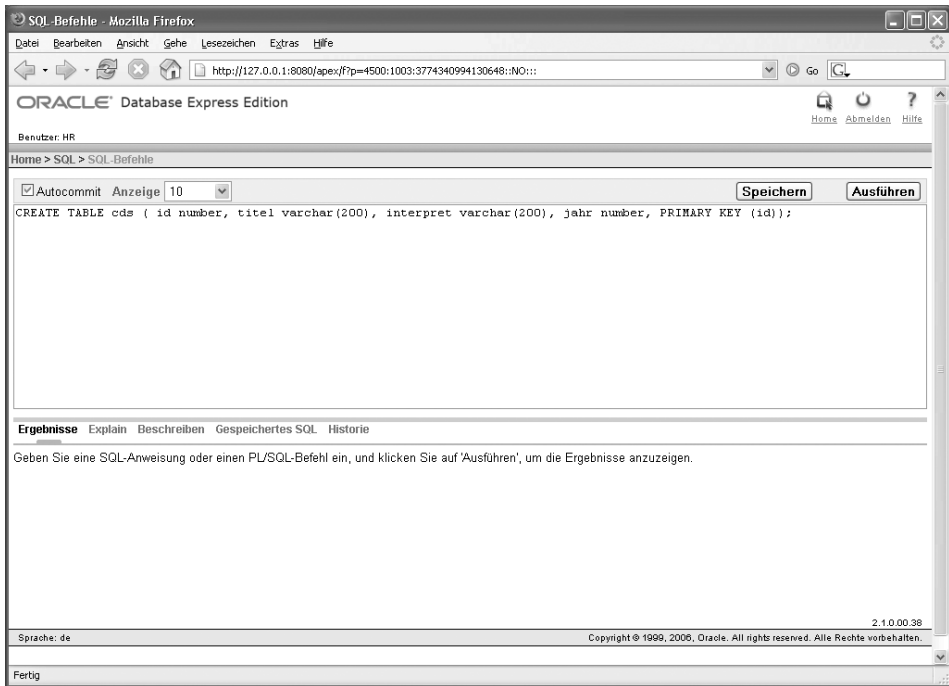 SQL-Befehle - Mozilla Firefox
Datei Bearbeiten Ansicht Gehe Lesezeichen Extras Hilfe
http://127.0.0.1:8080/apex/f?p=4500:1003:3774340994130648::NO::: Go G
ORACLE Database Express Edition
Home Abmelden Hilfe
Benutzer: HR
Home > SQL > SQL-Befehle
Autocommit Anzeige 10 Speichern Ausführen
CREATE TABLE cds ( id number, titel varchar(200), interpret varchar(200), jahr number, PRIMARY KEY (id));
Ergebnisse Explain Beschreiben Gespeichertes SQL Historie
Geben Sie eine SQL-Anweisung oder einen PL/SQL-Befehl ein, und klicken Sie auf 'Ausführen', um die Ergebnisse anzuzeigen.
2.1.0.00.38
Sprache: de Copyright © 1999, 2006, Oracle. All rights reserved. Alle Rechte vorbehalten.
Fertig